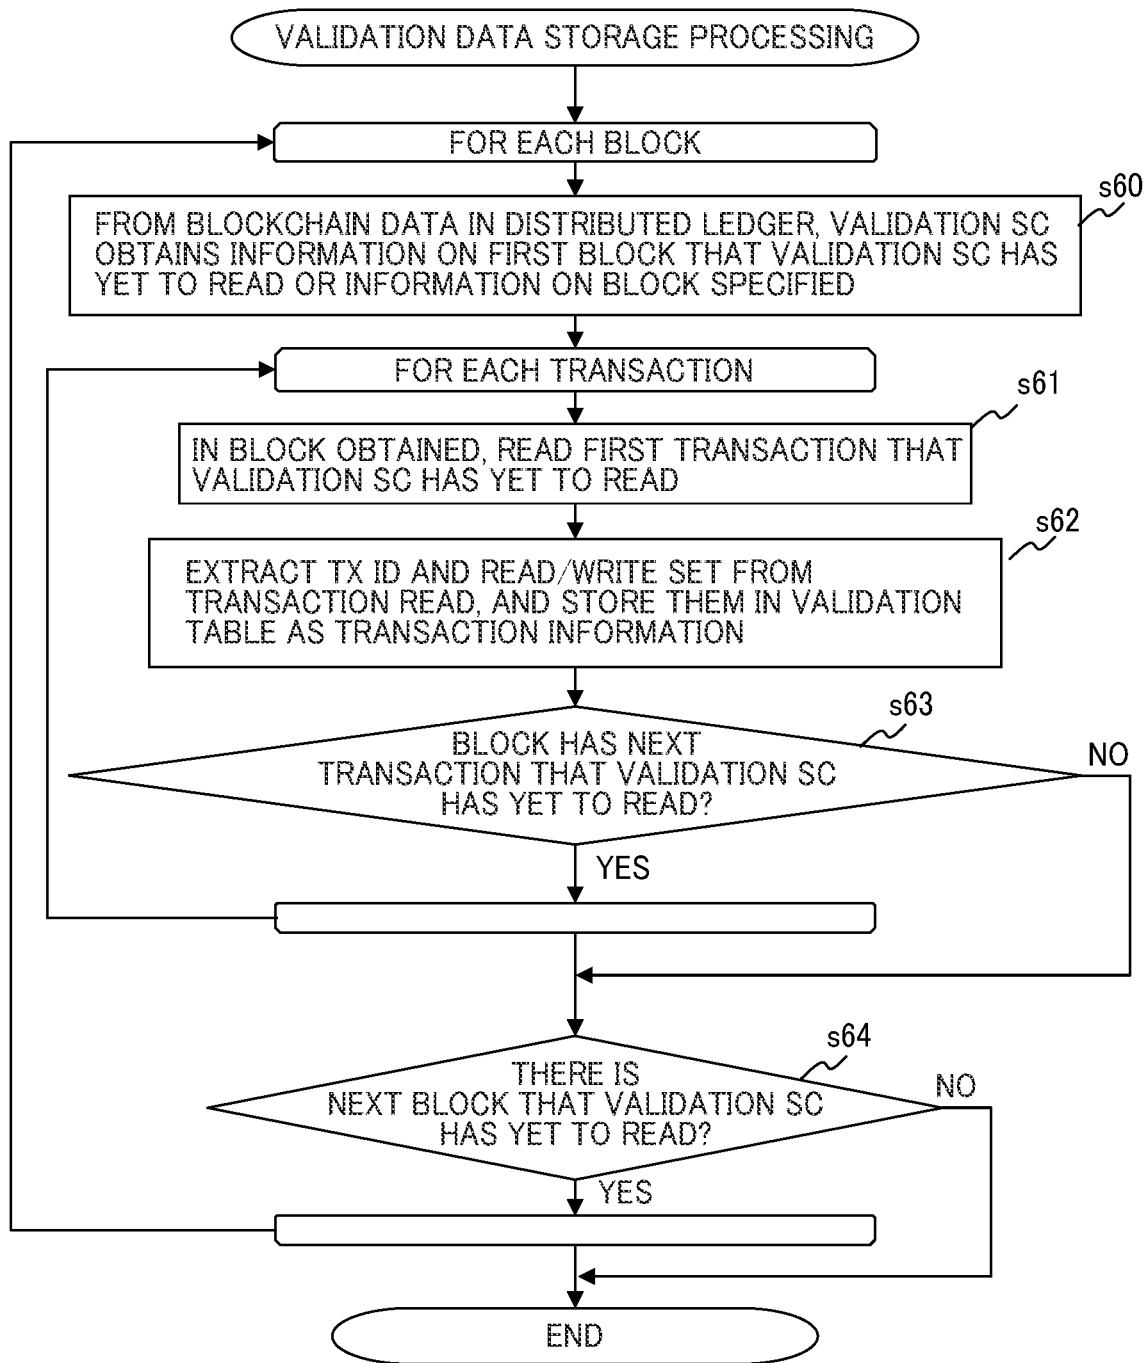 VALIDATION DATA STORAGE PROCESSING
FOR EACH BLOCK
s60
FROM BLOCKCHAIN DATA IN DISTRIBUTED LEDGER, VALIDATION SC
OBTAINS INFORMATION ON FIRST BLOCK THAT VALIDATION SC HAS
YET TO READ OR INFORMATION ON BLOCK SPECIFIED
FOR EACH TRANSACTION
s61
IN BLOCK OBTAINED, READ FIRST TRANSACTION THAT
VALIDATION SC HAS YET TO READ
s62
EXTRACT TX ID AND READ/WRITE SET FROM
TRANSACTION READ, AND STORE THEM IN VALIDATION
TABLE AS TRANSACTION INFORMATION
s63
BLOCK HAS NEXT
TRANSACTION THAT VALIDATION SC
HAS YET TO READ?
NO
YES
s64
THERE IS
NEXT BLOCK THAT VALIDATION SC
HAS YET TO READ?
NO
YES
END